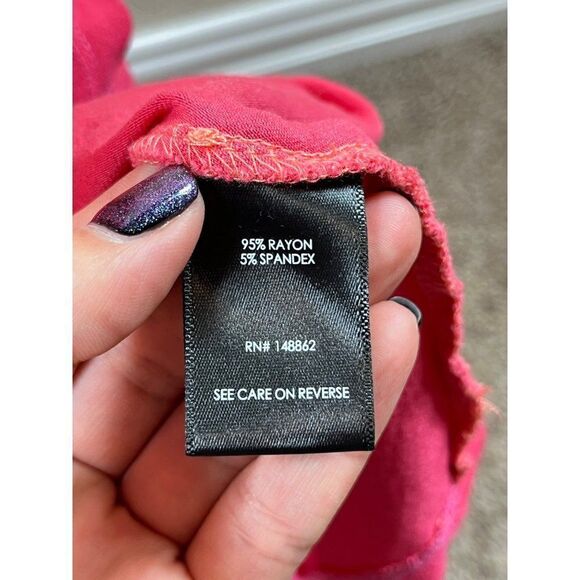 95% RAYON
5% SPANDEX
RN# 148862
SEE CARE ON REVERSE